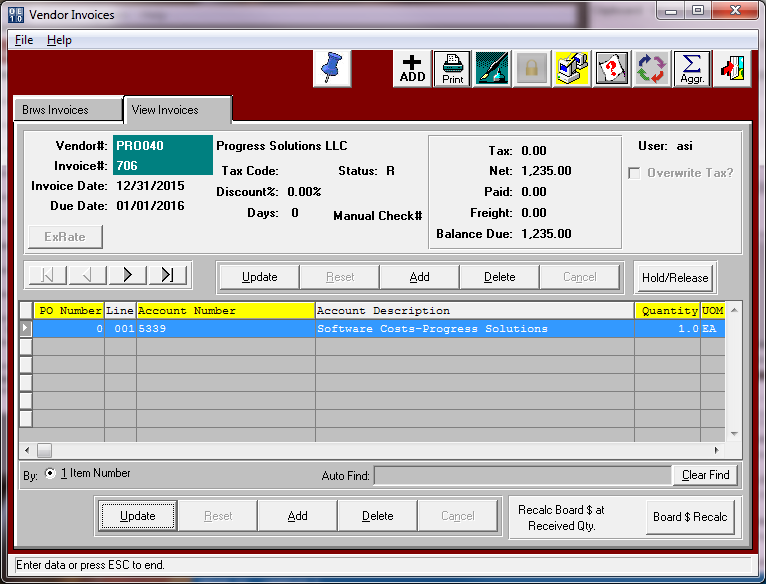 Vendor Invoices
File Help
ADD Print Aggr.
Brws Invoices View Invoices
Vendor#: PRO040 Progress Solutions LLC Tax: 0.00 User: asi
Invoice#: 706 Tax Code: Status: R Net: 1,235.00 Overwrite Tax?
Invoice Date: 12/31/2015 Discount%: 0.00% Paid: 0.00
Due Date: 01/01/2016 Days: 0 Manual Check# Freight: 0.00
ExRate Balance Due: 1,235.00
Update Reset Add Delete Cancel Hold/Release
PO Number Line Account Number Account Description Quantity UOM
0 001 5339 Software Costs-Progress Solutions 1.0 EA
By: 1 Item Number Auto Find: Clear Find
Update Reset Add Delete Cancel Recalc Board $ at Received Qty. Board $ Recalc
Enter data or press ESC to end.